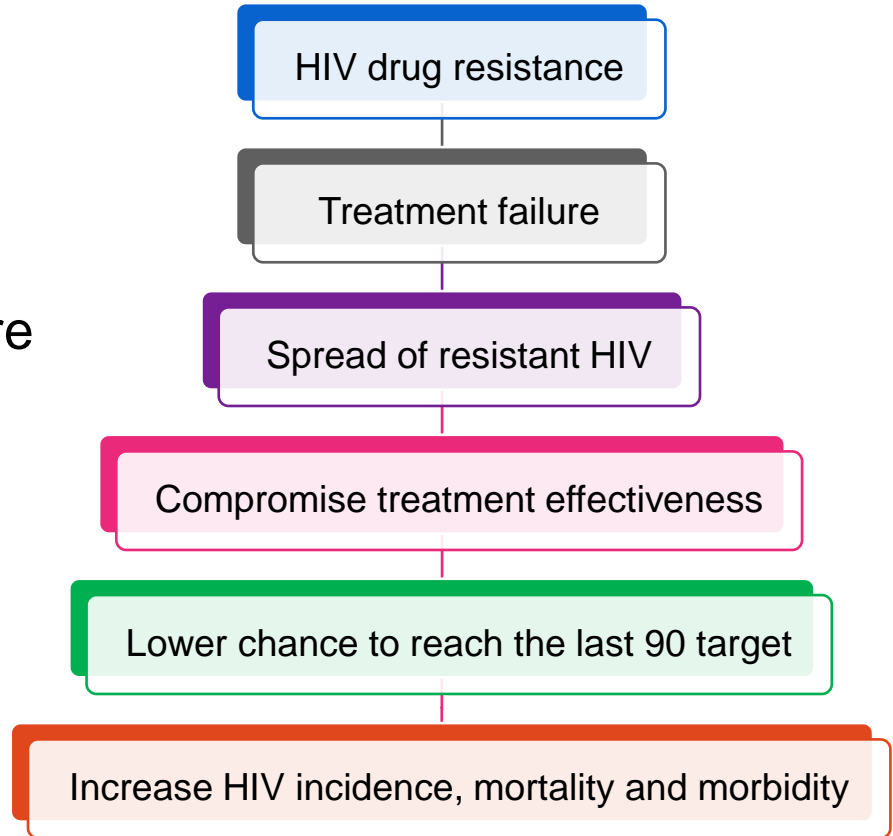 HIV drug resistance
Treatment failure
re
Spread of resistant HIV
Compromise treatment effectiveness
Lower chance to reach the last 90 target
Increase HIV incidence, mortality and morbidity